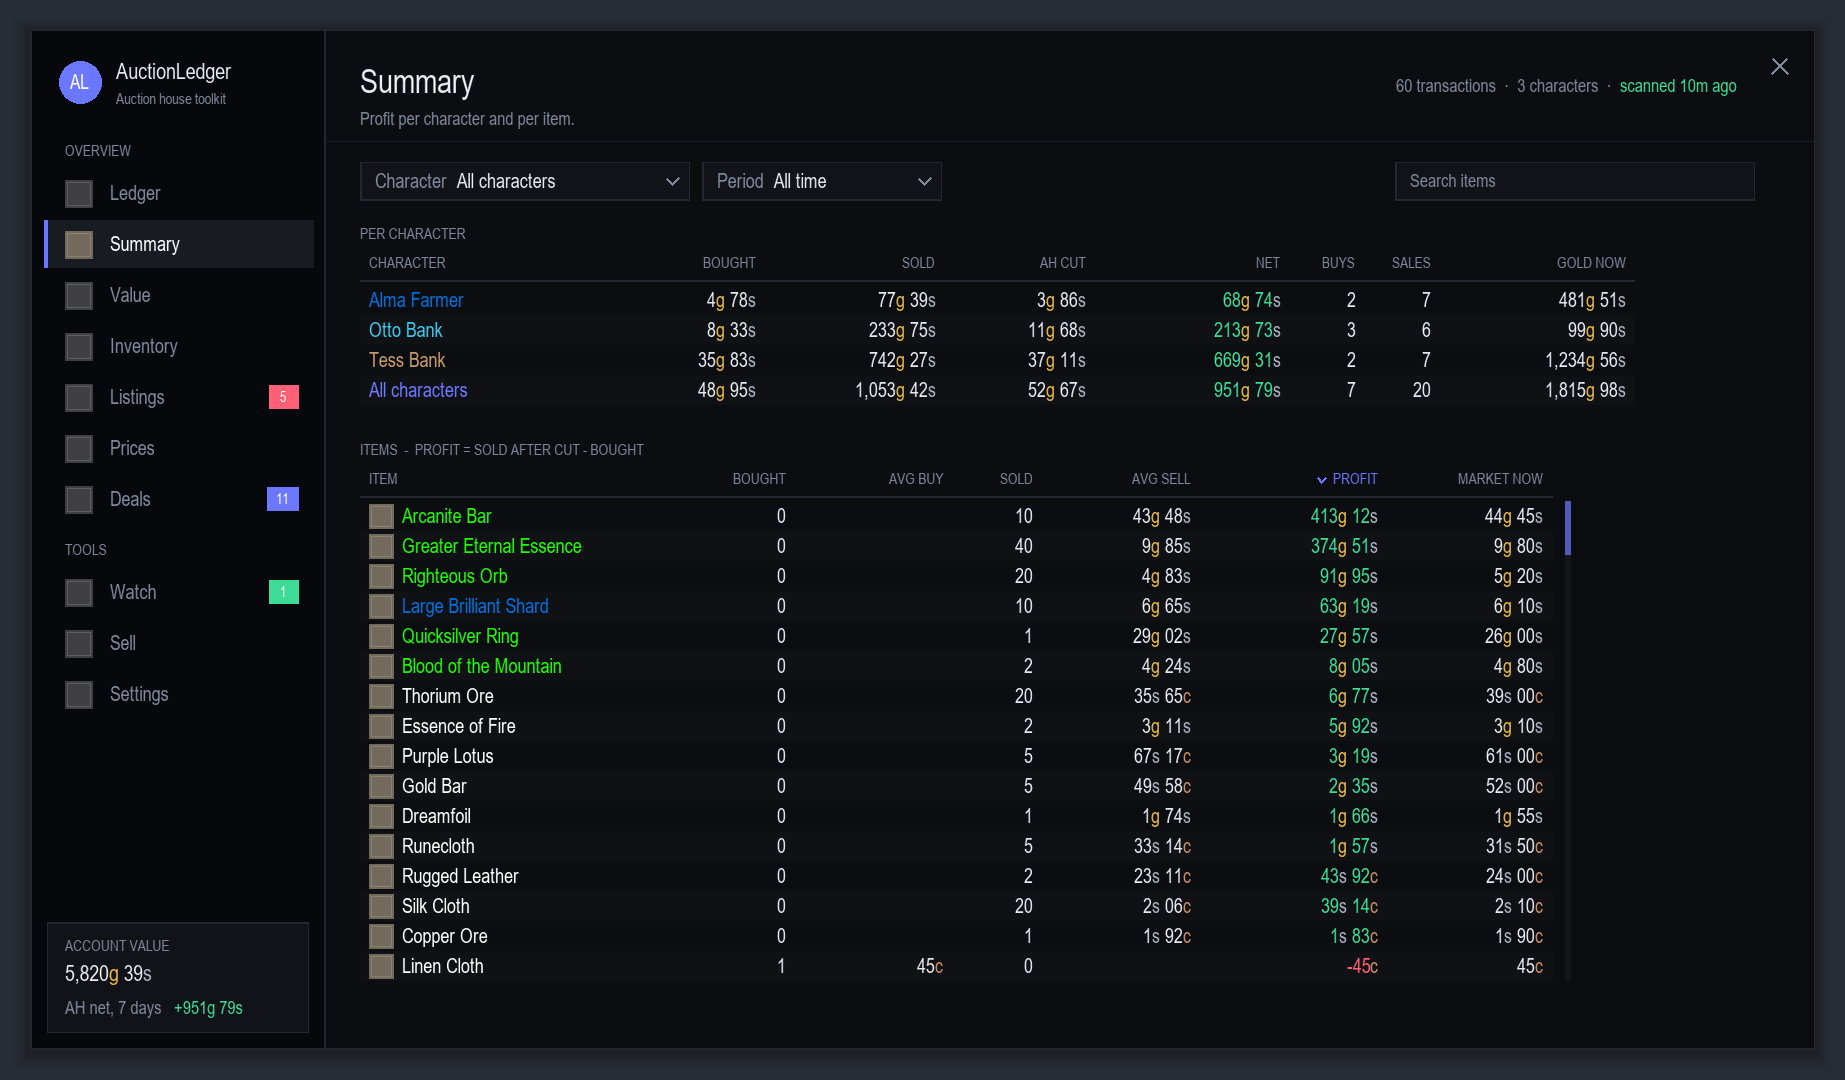 AL
AuctionLedger
Auction house toolkit
OVERVIEW
Ledger
Summary
Value
Inventory
Listings 5
Prices
Deals 11
TOOLS
Watch 1
Sell
Settings
ACCOUNT VALUE
5,820g 39s
AH net, 7 days +951g 79s
Summary
Profit per character and per item.
60 transactions · 3 characters · scanned 10m ago
Character All characters
Period All time
Search items
PER CHARACTER
CHARACTER BOUGHT SOLD AH CUT NET BUYS SALES GOLD NOW
Alma Farmer 4g 78s 77g 39s 3g 86s 68g 74s 2 7 481g 51s
Otto Bank 8g 33s 233g 75s 11g 68s 213g 73s 3 6 99g 90s
Tess Bank 35g 83s 742g 27s 37g 11s 669g 31s 2 7 1,234g 56s
All characters 48g 95s 1,053g 42s 52g 67s 951g 79s 7 20 1,815g 98s
ITEMS - PROFIT = SOLD AFTER CUT - BOUGHT
ITEM BOUGHT AVG BUY SOLD AVG SELL PROFIT MARKET NOW
Arcanite Bar 0 10 43g 48s 413g 12s 44g 45s
Greater Eternal Essence 0 40 9g 85s 374g 51s 9g 80s
Righteous Orb 0 20 4g 83s 91g 95s 5g 20s
Large Brilliant Shard 0 10 6g 65s 63g 19s 6g 10s
Quicksilver Ring 0 1 29g 02s 27g 57s 26g 00s
Blood of the Mountain 0 2 4g 24s 8g 05s 4g 80s
Thorium Ore 0 20 35s 65c 6g 77s 39s 00c
Essence of Fire 0 2 3g 11s 5g 92s 3g 10s
Purple Lotus 0 5 67s 17c 3g 19s 61s 00c
Gold Bar 0 5 49s 58c 2g 35s 52s 00c
Dreamfoil 0 1 1g 74s 1g 66s 1g 55s
Runecloth 0 5 33s 14c 1g 57s 31s 50c
Rugged Leather 0 2 23s 11c 43s 92c 24s 00c
Silk Cloth 0 20 2s 06c 39s 14c 2s 10c
Copper Ore 0 1 1s 92c 1s 83c 1s 90c
Linen Cloth 1 45c 0 -45c 45c